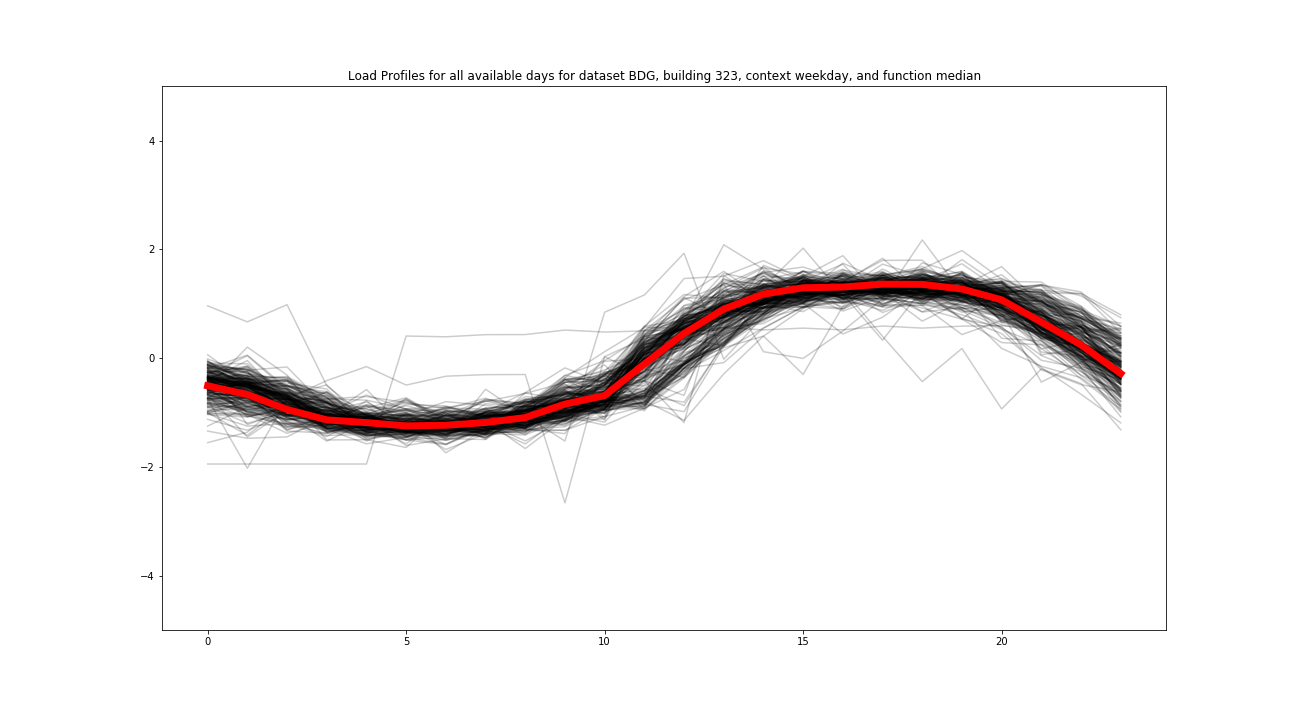 Load Profiles for all available days for dataset BDG, building 323, context weekday, and function median
4
2
0
−2
−4
0 5 10 15 20